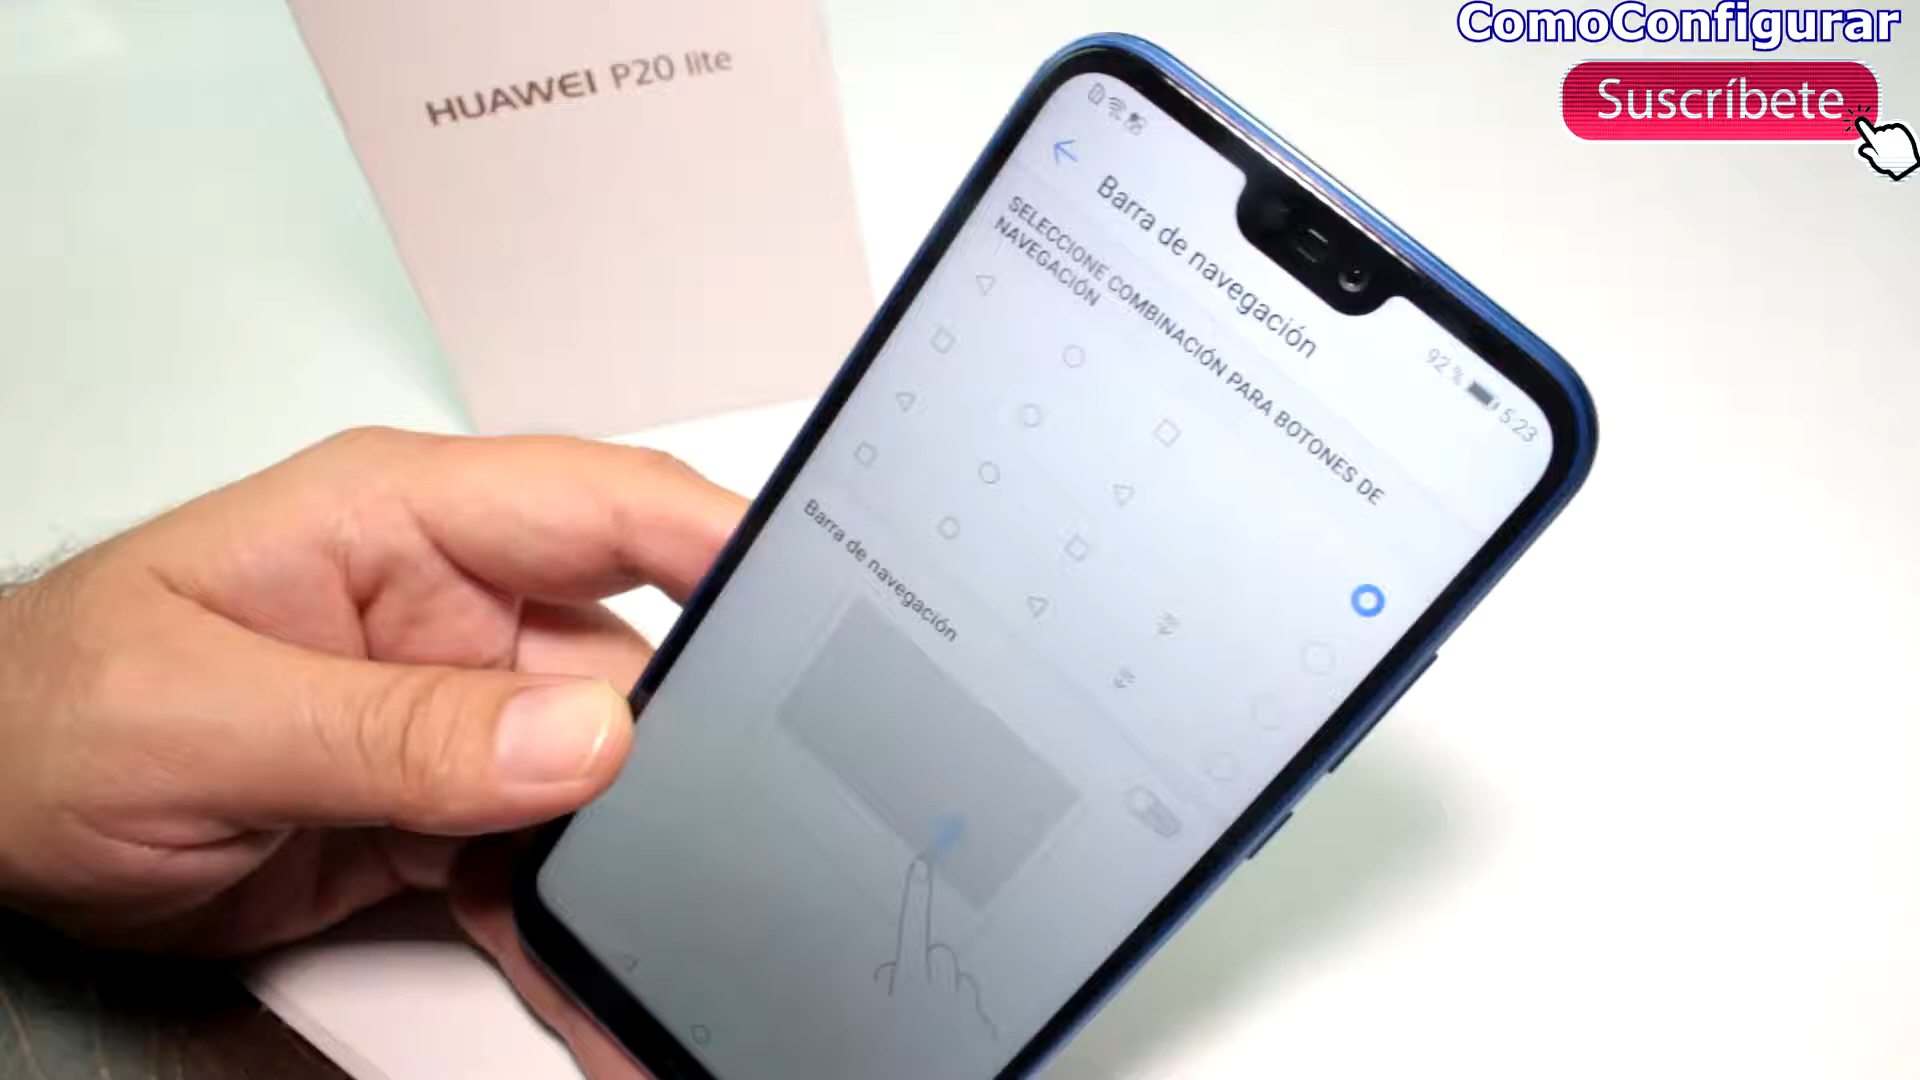 ComoConfigurar
Suscríbete
HUAWEI P20 lite
92 % 5:23
Barra de navegación
SELECCIONE COMBINACIÓN PARA BOTONES DE
NAVEGACIÓN
Barra de navegación